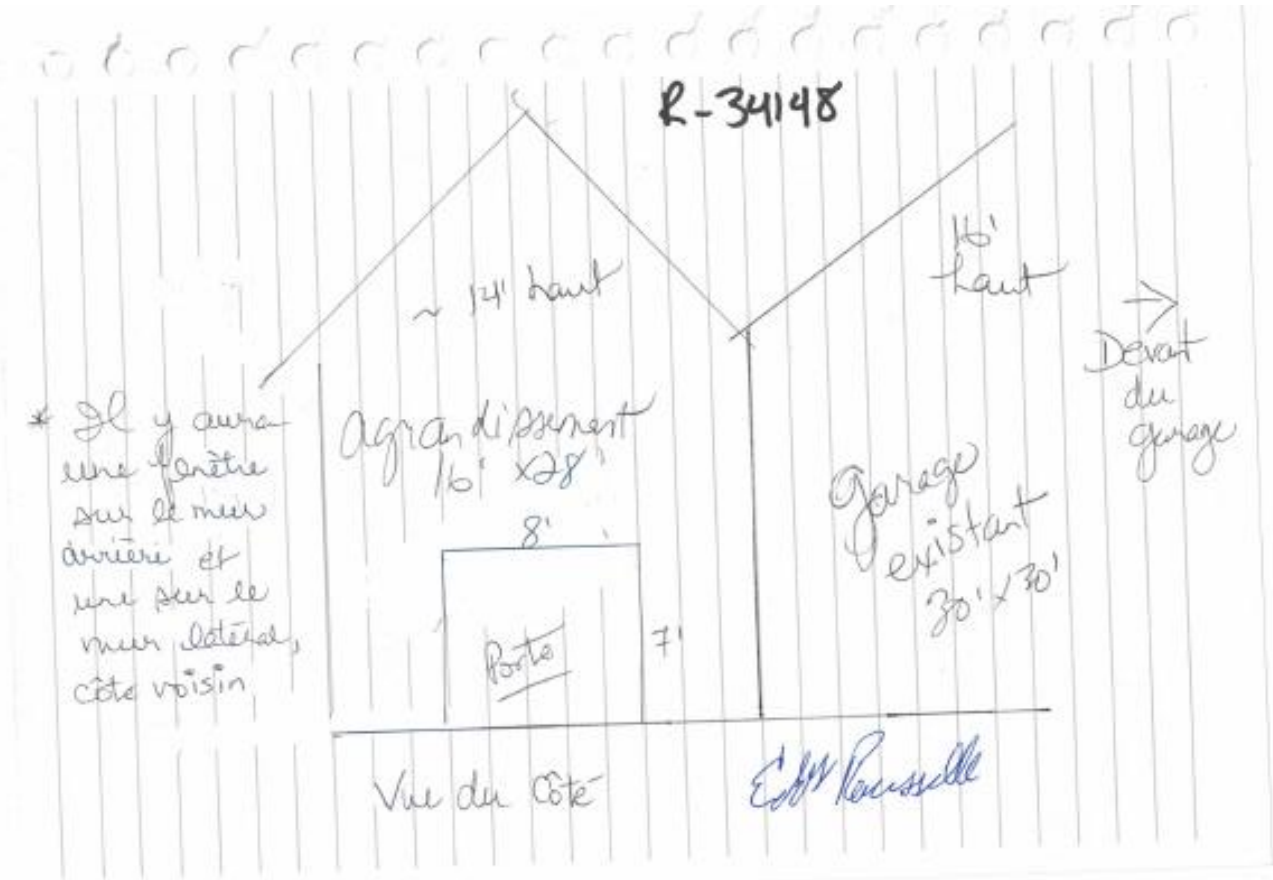 R-34148
16'
haut
~ 14' haut
→
Devant
du
garage
* Il y aura
une fenêtre
sur le mur
arrière et
une sur le
mur latéral,
côté voisin
agrandissement
16' x28'
8'
Porte
7'
Garage
existant
30' x 30'
Vue du Côté